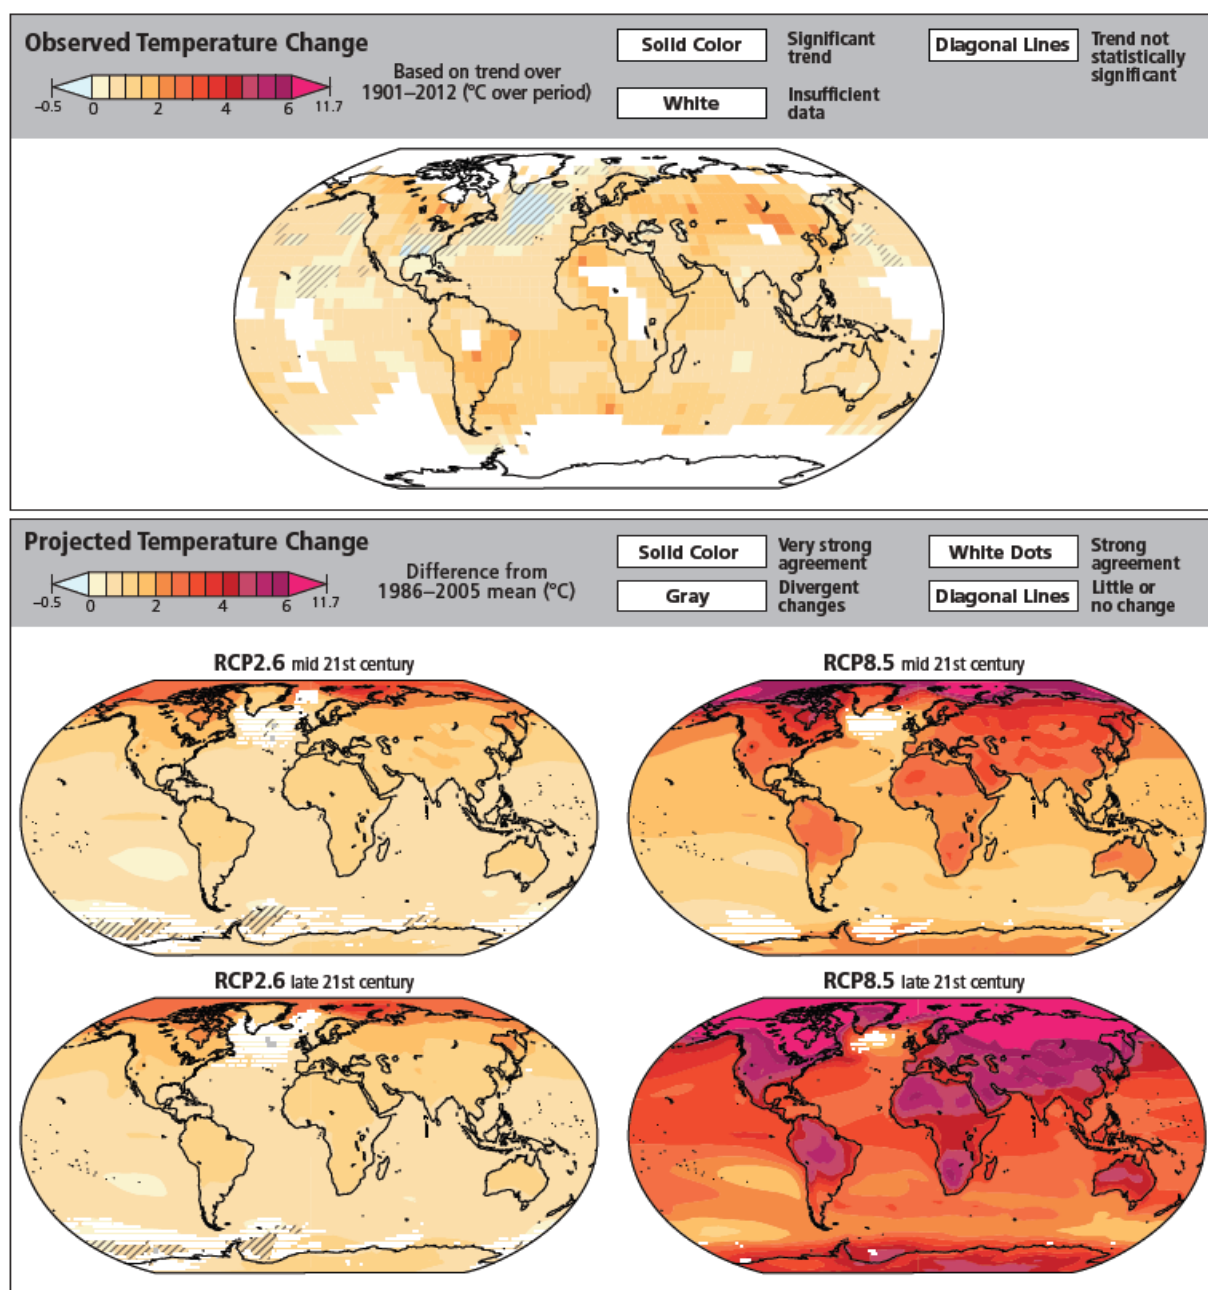 Observed Temperature Change
−0.5 0 2 4 6 11.7
Based on trend over
1901–2012 (°C over period)
Solid Color
Significant
trend
White
Insufficient
data
Diagonal Lines
Trend not
statistically
significant
Projected Temperature Change
−0.5 0 2 4 6 11.7
Difference from
1986–2005 mean (°C)
Solid Color
Very strong
agreement
Gray
Divergent
changes
White Dots
Strong
agreement
Diagonal Lines
Little or
no change
RCP2.6 mid 21st century
RCP8.5 mid 21st century
RCP2.6 late 21st century
RCP8.5 late 21st century